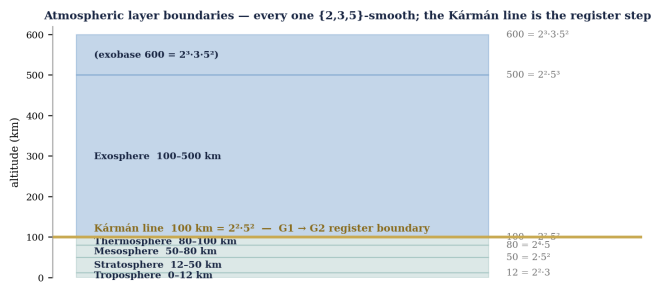 Atmospheric layer boundaries — every one {2,3,5}-smooth; the Kármán line is the register step
altitude (km)
600
500
400
300
200
100
0
(exobase 600 = 2³·3·5²)
Exosphere 100–500 km
Kármán line 100 km = 2²·5² — G1 → G2 register boundary
Thermosphere 80–100 km
Mesosphere 50–80 km
Stratosphere 12–50 km
Troposphere 0–12 km
600 = 2³·3·5²
500 = 2²·5³
100 = 2²·5²
80 = 2⁴·5
50 = 2·5²
12 = 2²·3